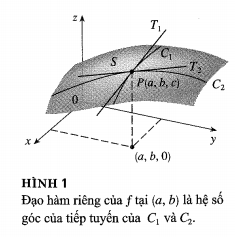 z
T₁
C₁
S
T₂
P(a, b, c)
C₂
0
x
y
(a, b, 0)
HÌNH 1
Đạo hàm riêng của f tại (a, b) là hệ số
góc của tiếp tuyến của C₁ và C₂.